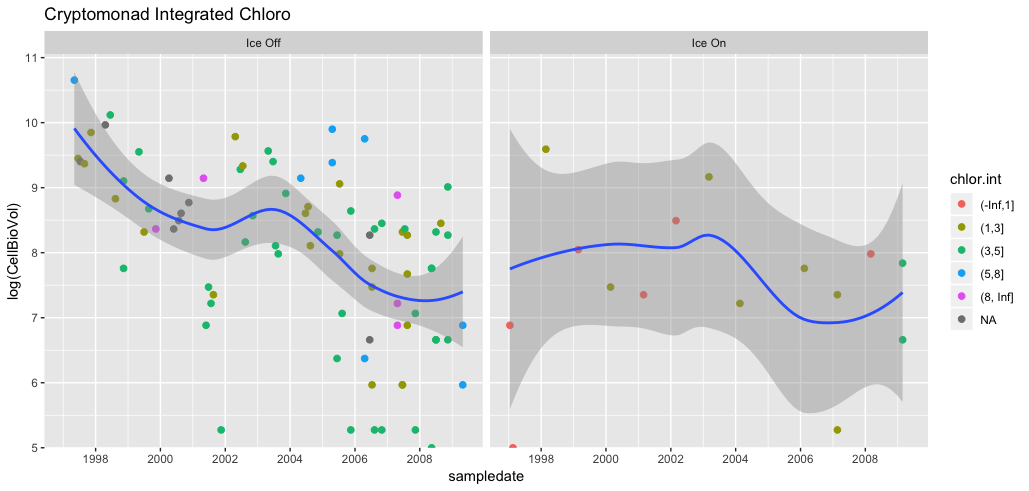 Cryptomonad Integrated Chloro
Ice Off
Ice On
log(CellBioVol)
11
10
9
8
7
6
5
1998 2000 2002 2004 2006 2008
1998 2000 2002 2004 2006 2008
sampledate
chlor.int
(-Inf,1]
(1,3]
(3,5]
(5,8]
(8, Inf]
NA